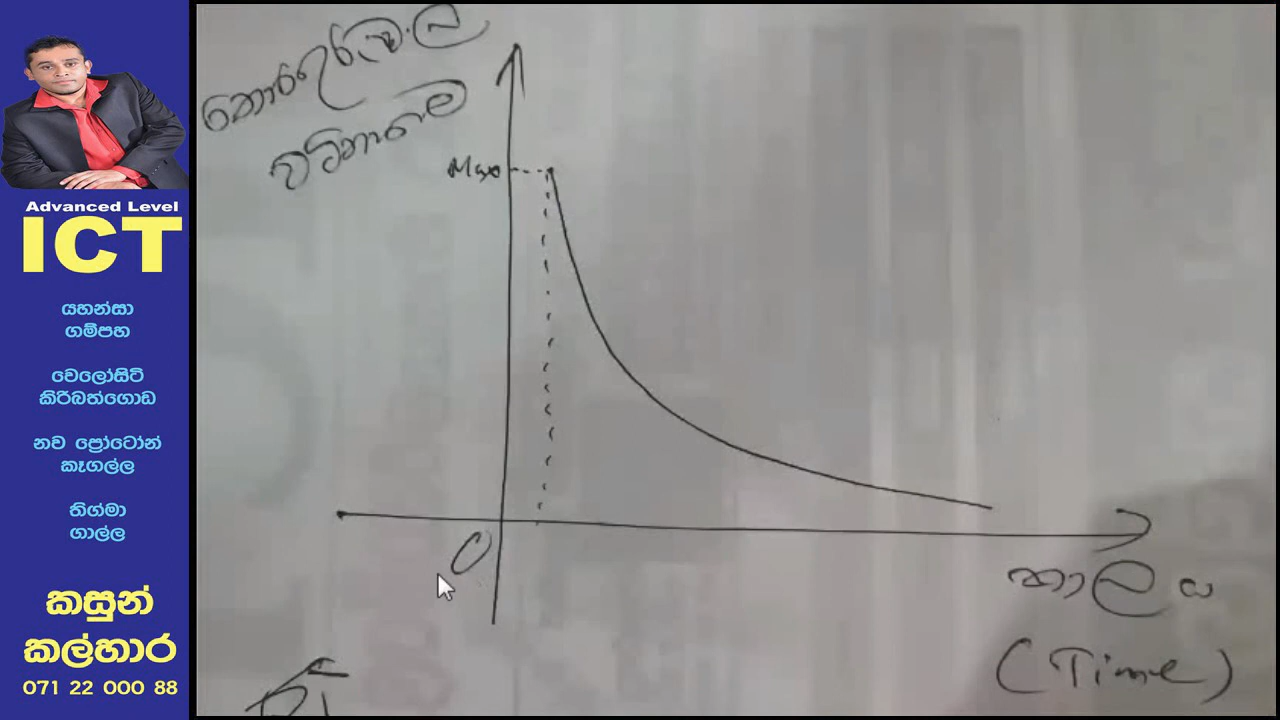 Advanced Level
ICT
යහන්සා
ගම්පහ
වෙලෝසිටි
කිරිබත්ගොඩ
නව ප්‍රෝටෝන්
කෑගල්ල
තිග්මා
ගාල්ල
කසුන්
කල්හාර
071 22 000 88
තොරතුරුවල
වටිනාකම
Max
O
කාලය
(Time)